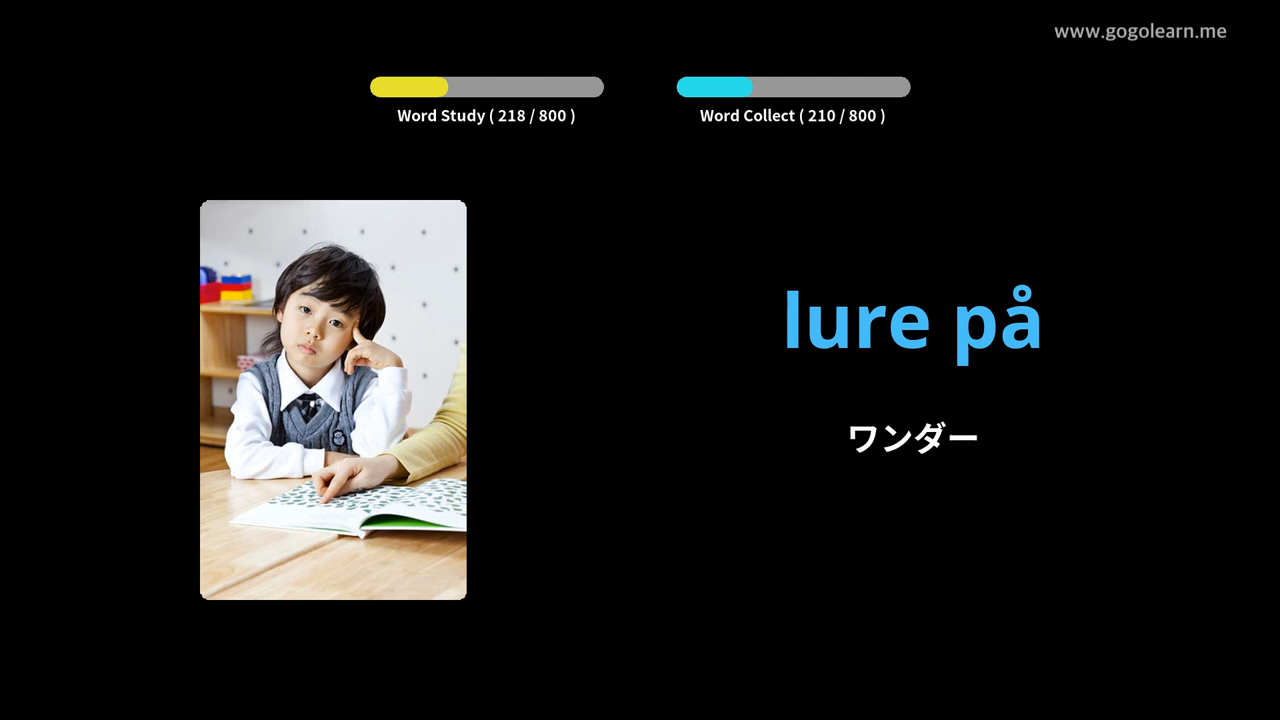 www.gogolearn.me
Word Study ( 218 / 800 )
Word Collect ( 210 / 800 )
lure på
ワンダー